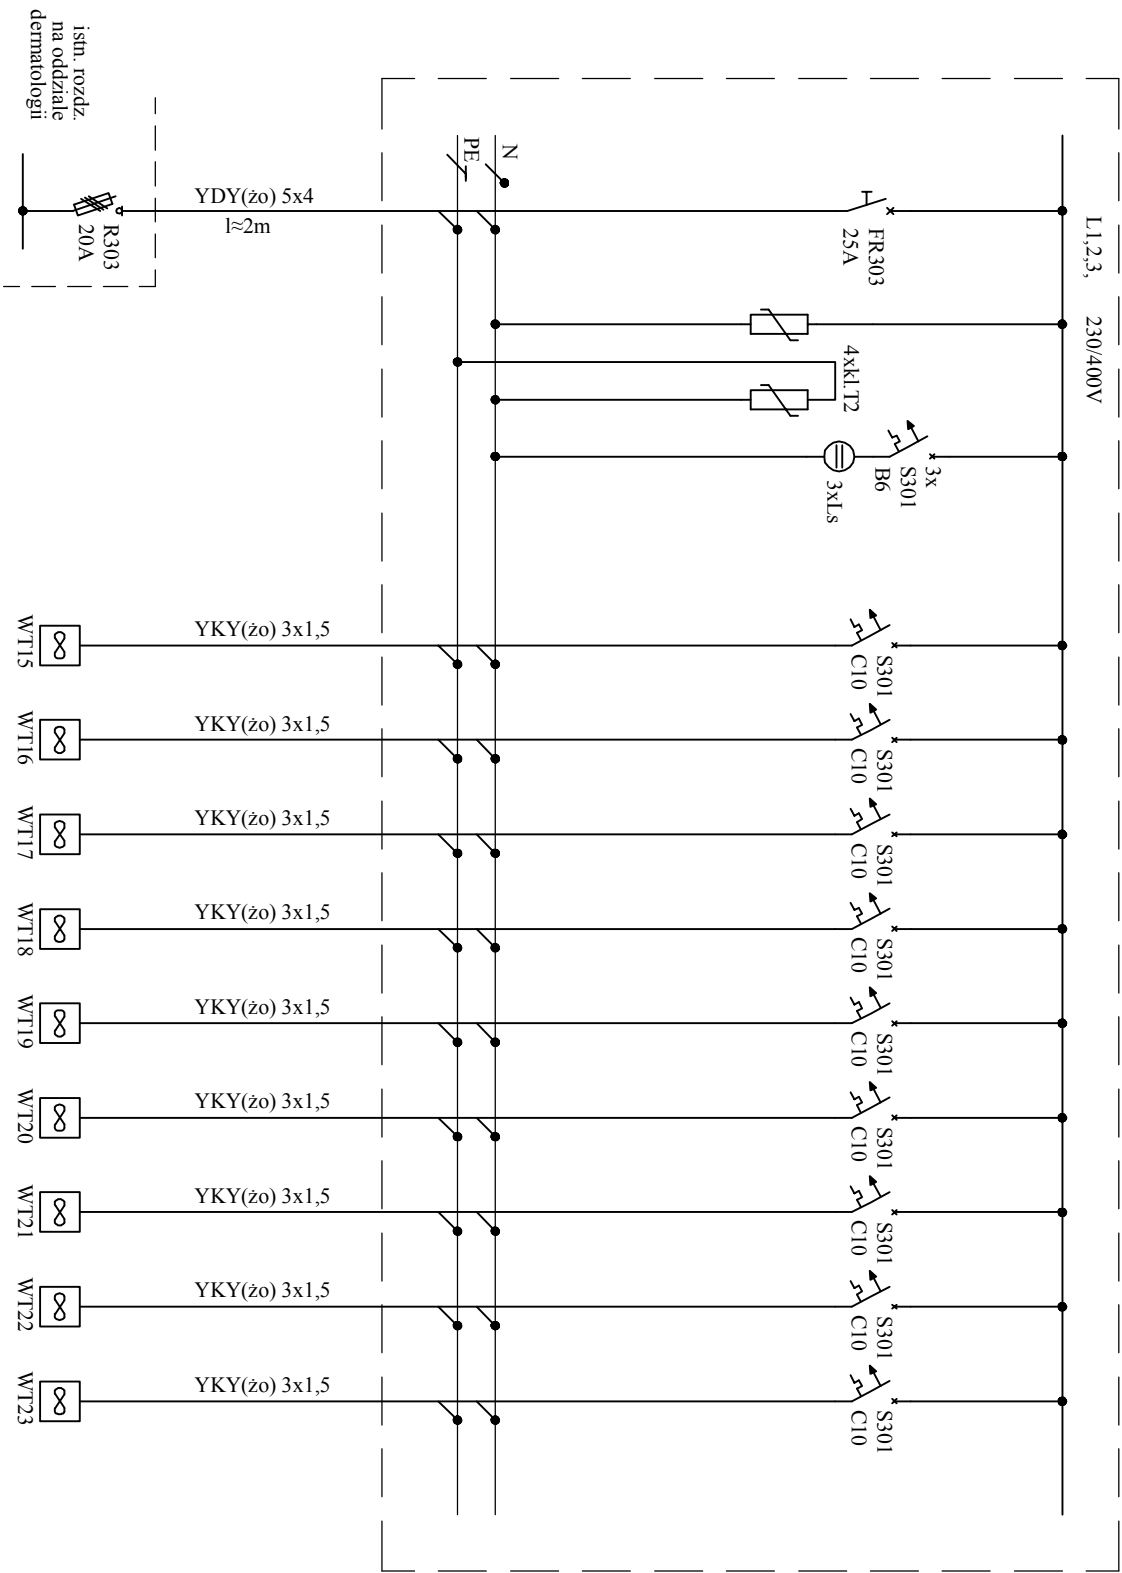 L1,2,3, 230/400V
FR303
25A
4xkl.T2
3x
S301
B6
3xLs
S301
C10
S301
C10
S301
C10
S301
C10
S301
C10
S301
C10
S301
C10
S301
C10
S301
C10
N
PE
YDY(żo) 5x4
l≈2m
YKY(żo) 3x1,5
YKY(żo) 3x1,5
YKY(żo) 3x1,5
YKY(żo) 3x1,5
YKY(żo) 3x1,5
YKY(żo) 3x1,5
YKY(żo) 3x1,5
YKY(żo) 3x1,5
YKY(żo) 3x1,5
R303
20A
istn. rozdz.
na oddziale
dermatologii
WT15
WT16
WT17
WT18
WT19
WT20
WT21
WT22
WT23